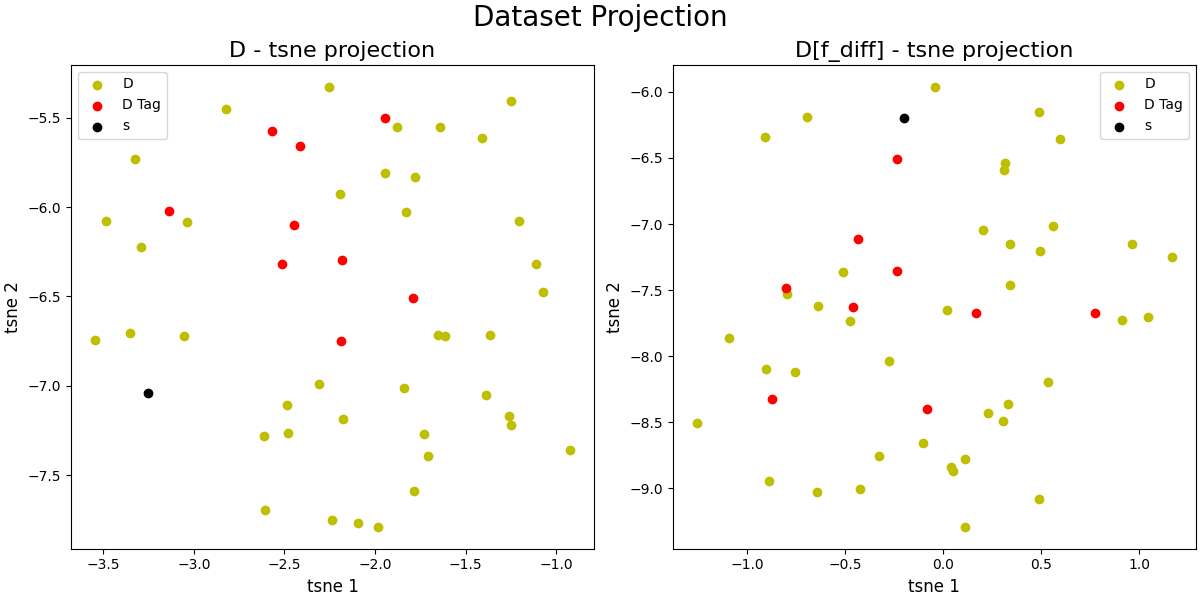 Dataset Projection
D - tsne projection
D
D Tag
s
−5.5
−6.0
−6.5
−7.0
−7.5
tsne 2
−3.5 −3.0 −2.5 −2.0 −1.5 −1.0
tsne 1
D[f_diff] - tsne projection
D
D Tag
s
−6.0
−6.5
−7.0
−7.5
−8.0
−8.5
−9.0
tsne 2
−1.0 −0.5 0.0 0.5 1.0
tsne 1